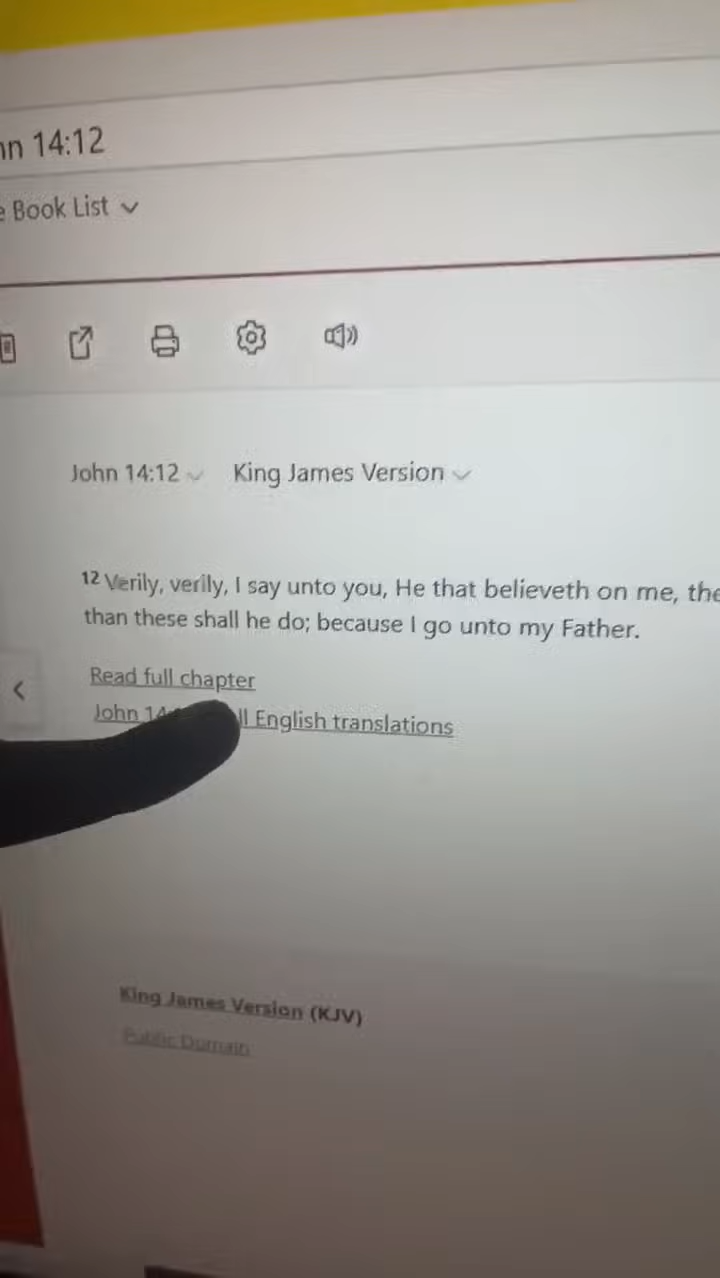 hn 14:12
e Book List
John 14:12 King James Version
12 Verily, verily, I say unto you, He that believeth on me, the
than these shall he do; because I go unto my Father.
Read full chapter
John 14 ll English translations
King James Version (KJV)
Public Domain